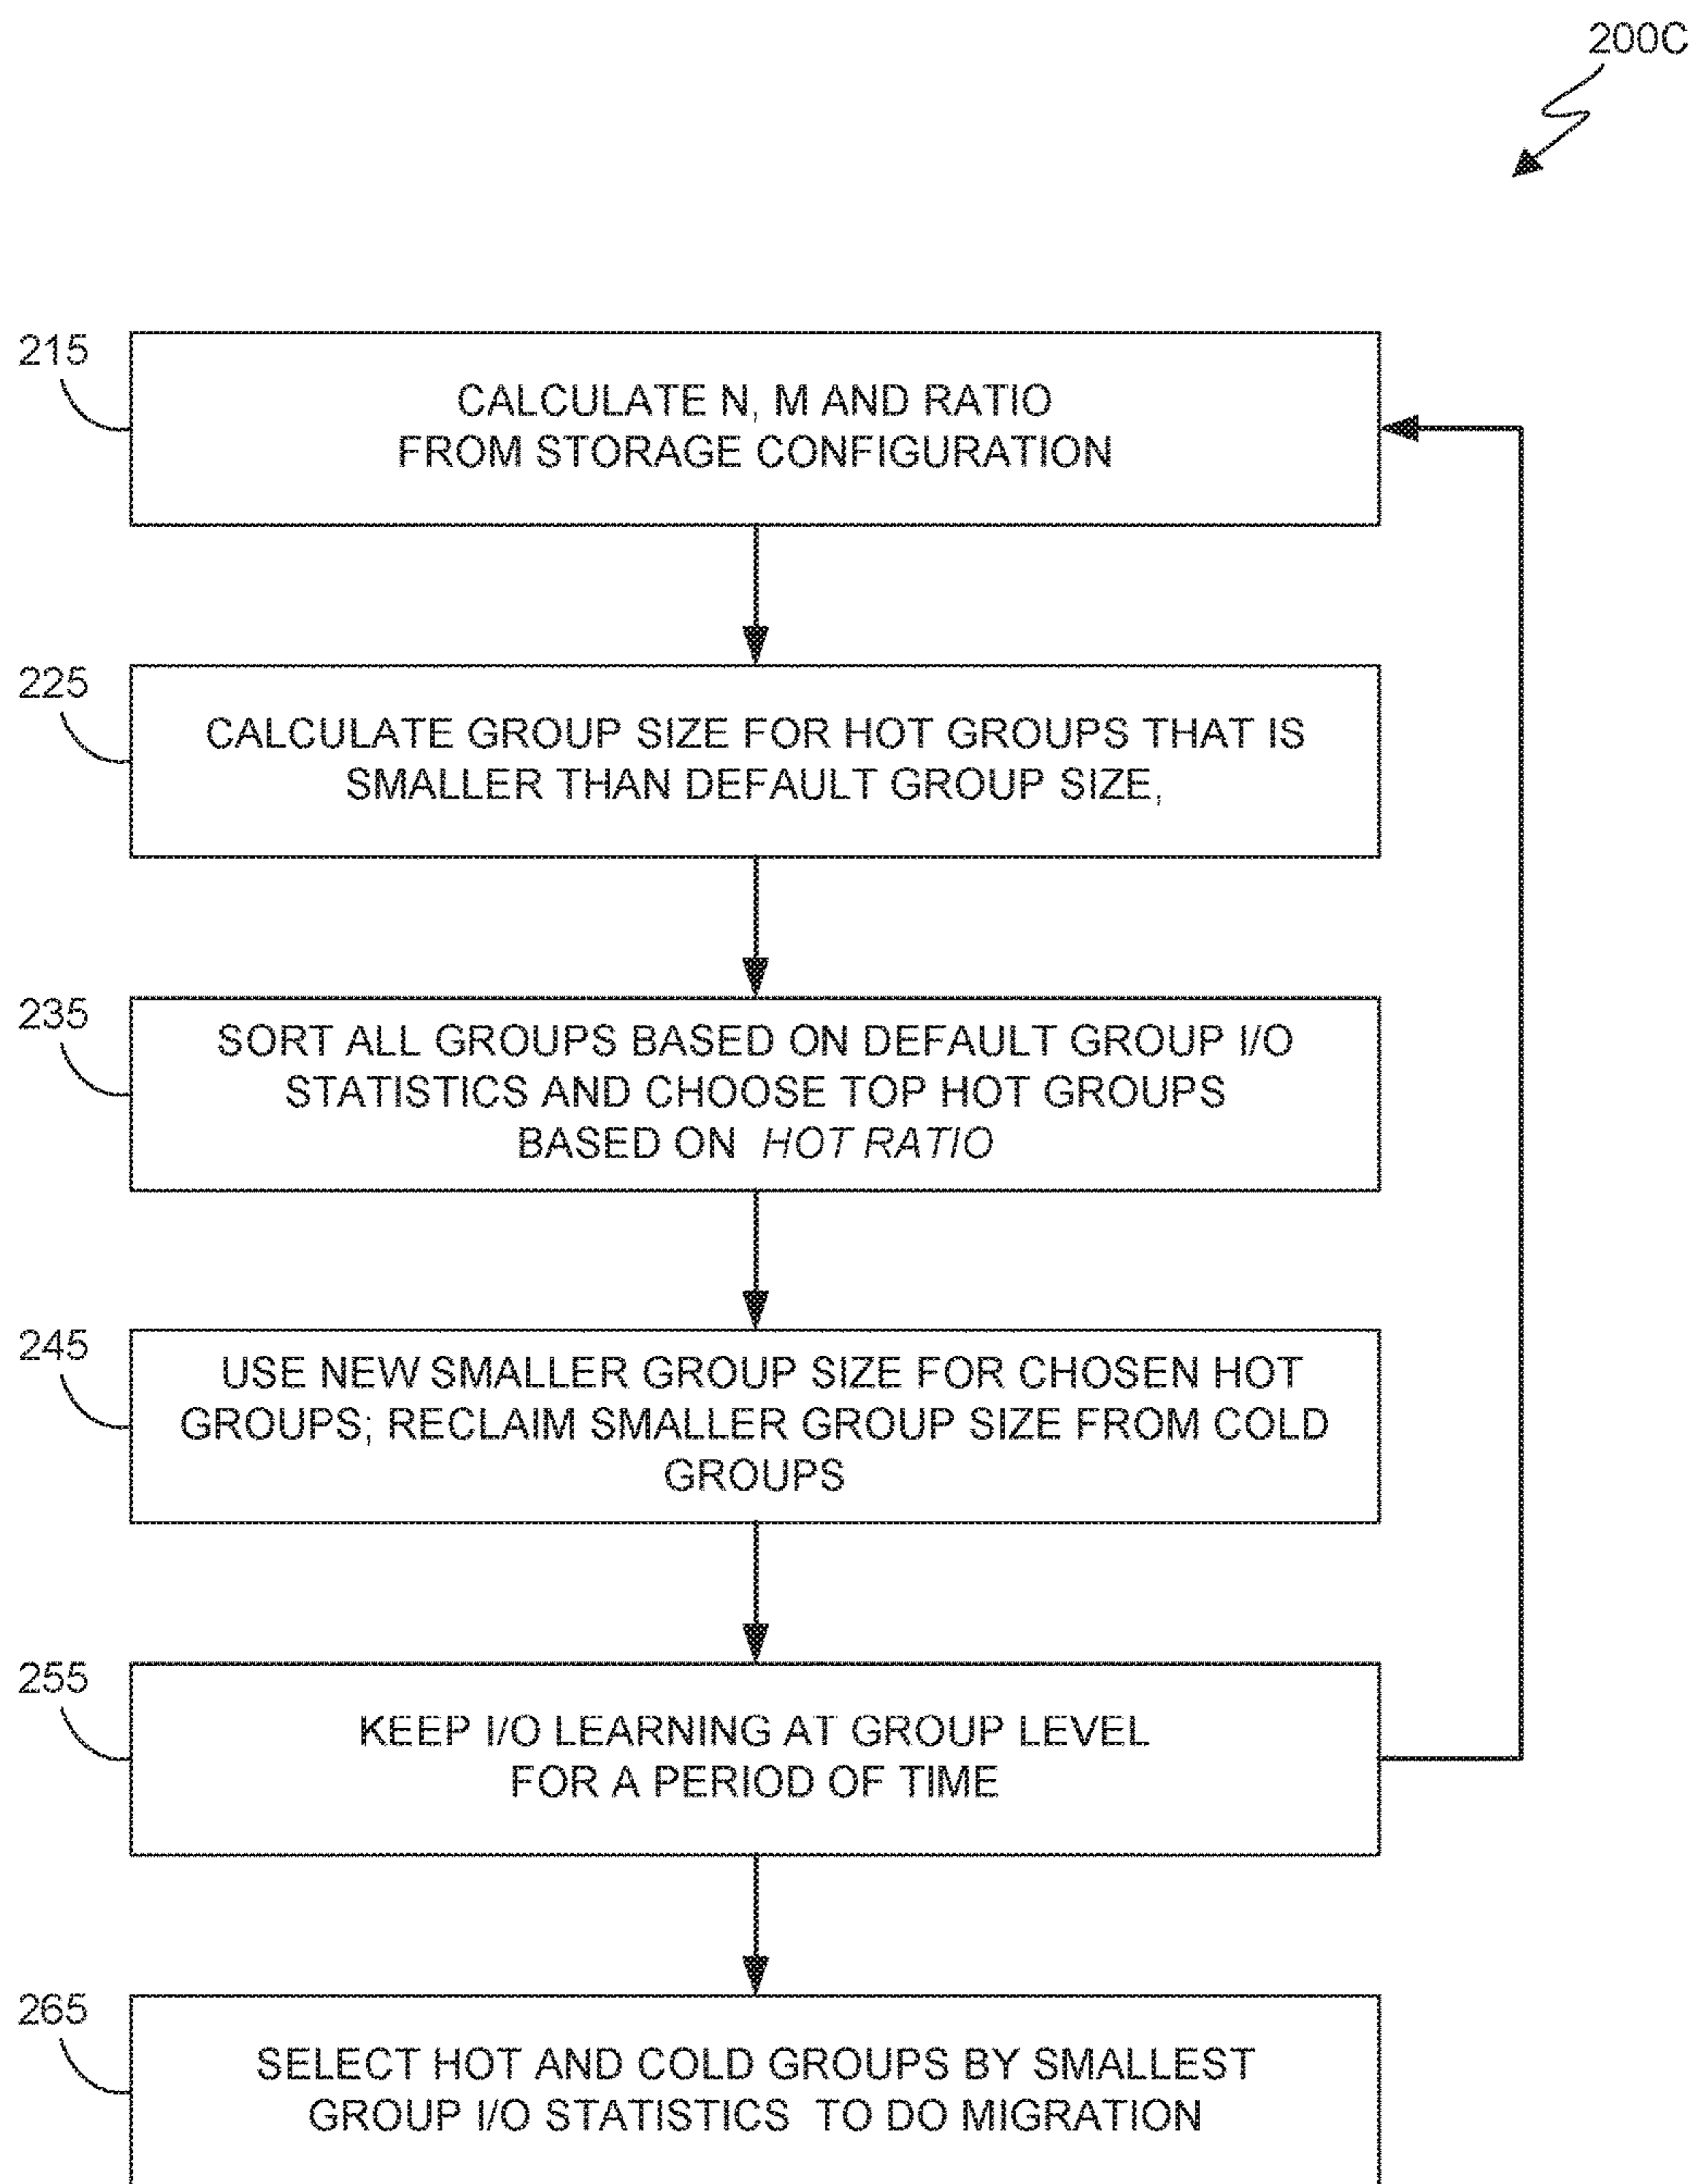 200C
215
CALCULATE N, M AND RATIO
FROM STORAGE CONFIGURATION
225
CALCULATE GROUP SIZE FOR HOT GROUPS THAT IS
SMALLER THAN DEFAULT GROUP SIZE,
235
SORT ALL GROUPS BASED ON DEFAULT GROUP I/O
STATISTICS AND CHOOSE TOP HOT GROUPS
BASED ON HOT RATIO
245
USE NEW SMALLER GROUP SIZE FOR CHOSEN HOT
GROUPS; RECLAIM SMALLER GROUP SIZE FROM COLD
GROUPS
255
KEEP I/O LEARNING AT GROUP LEVEL
FOR A PERIOD OF TIME
265
SELECT HOT AND COLD GROUPS BY SMALLEST
GROUP I/O STATISTICS TO DO MIGRATION